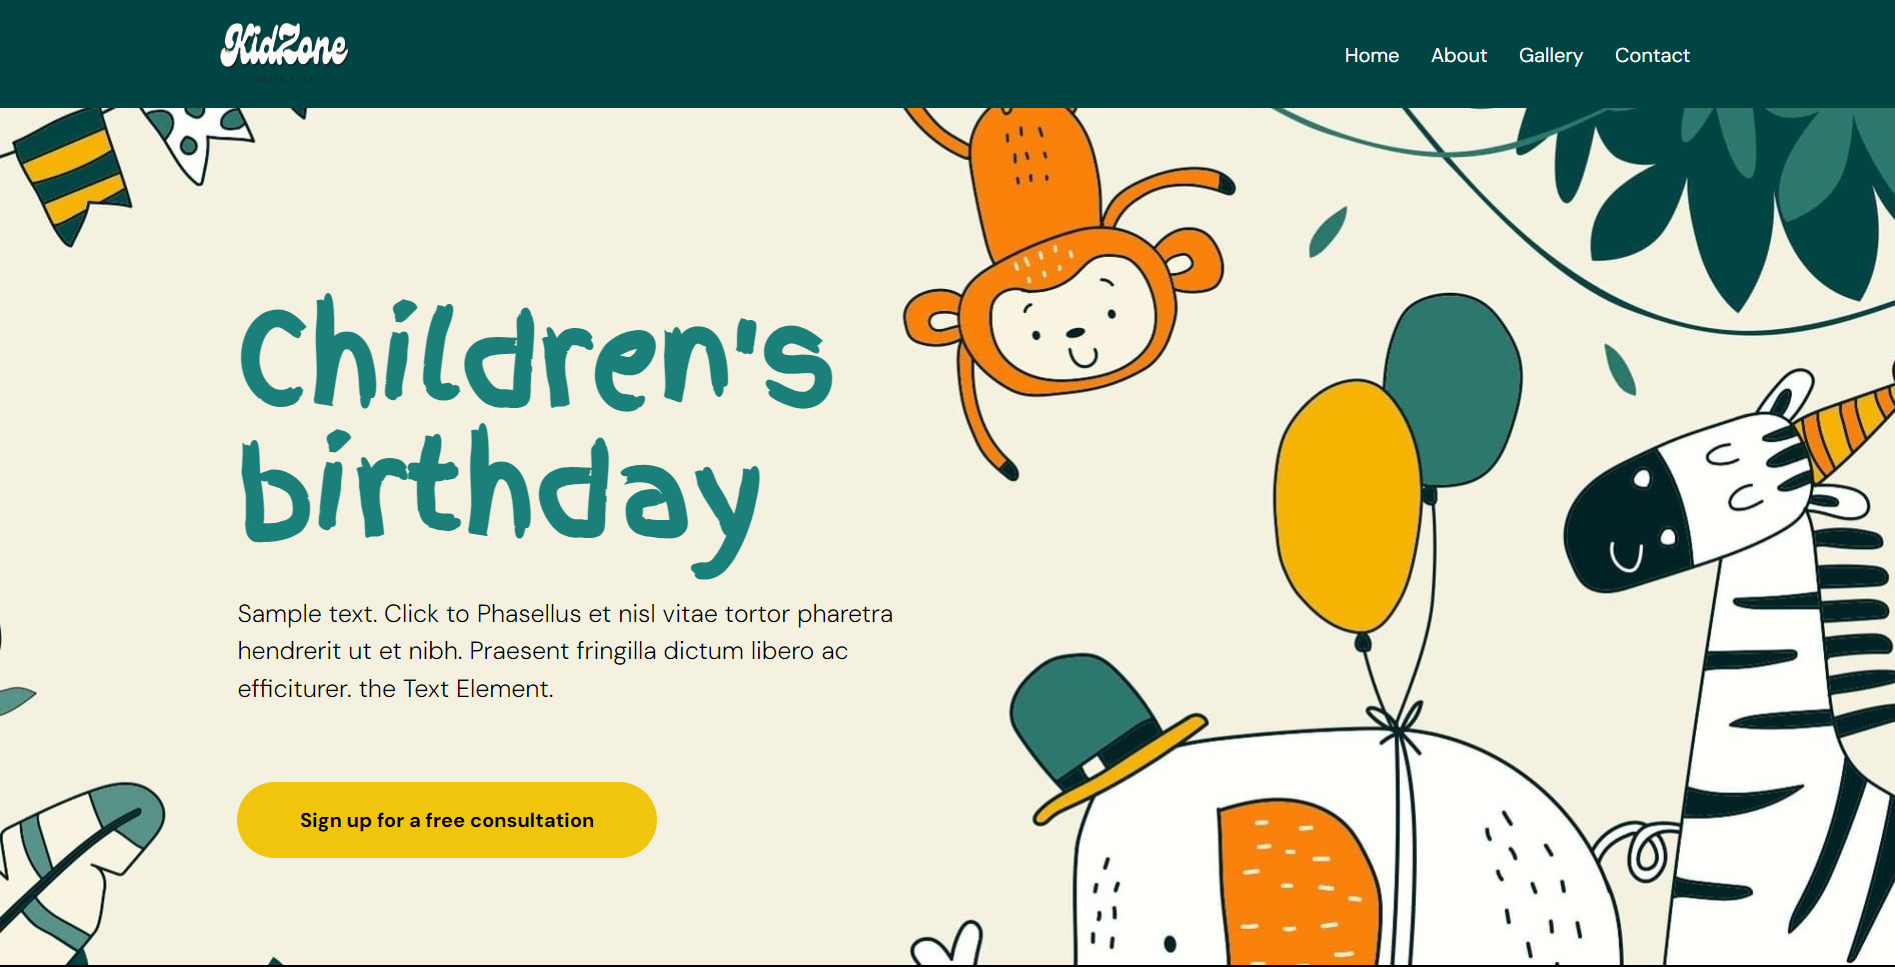 KidZone
Home About Gallery Contact
Children's
birthday
Sample text. Click to Phasellus et nisl vitae tortor pharetra
hendrerit ut et nibh. Praesent fringilla dictum libero ac
efficiturer. the Text Element.
Sign up for a free consultation